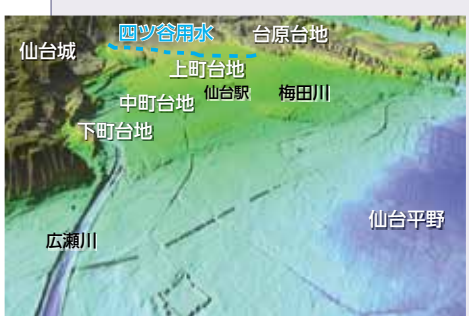 四ツ谷用水
台原台地
仙台城
上町台地
仙台駅
梅田川
中町台地
下町台地
仙台平野
広瀬川